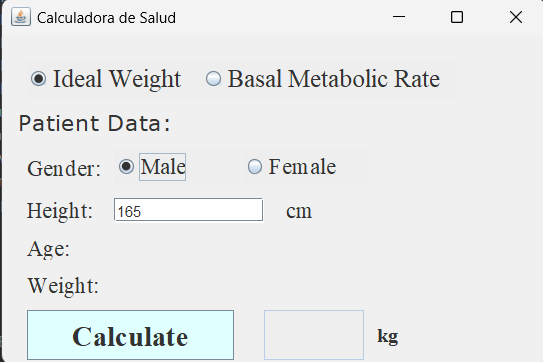 Calculadora de Salud
Ideal Weight Basal Metabolic Rate
Patient Data:
Gender: Male Female
Height: 165 cm
Age:
Weight:
Calculate kg